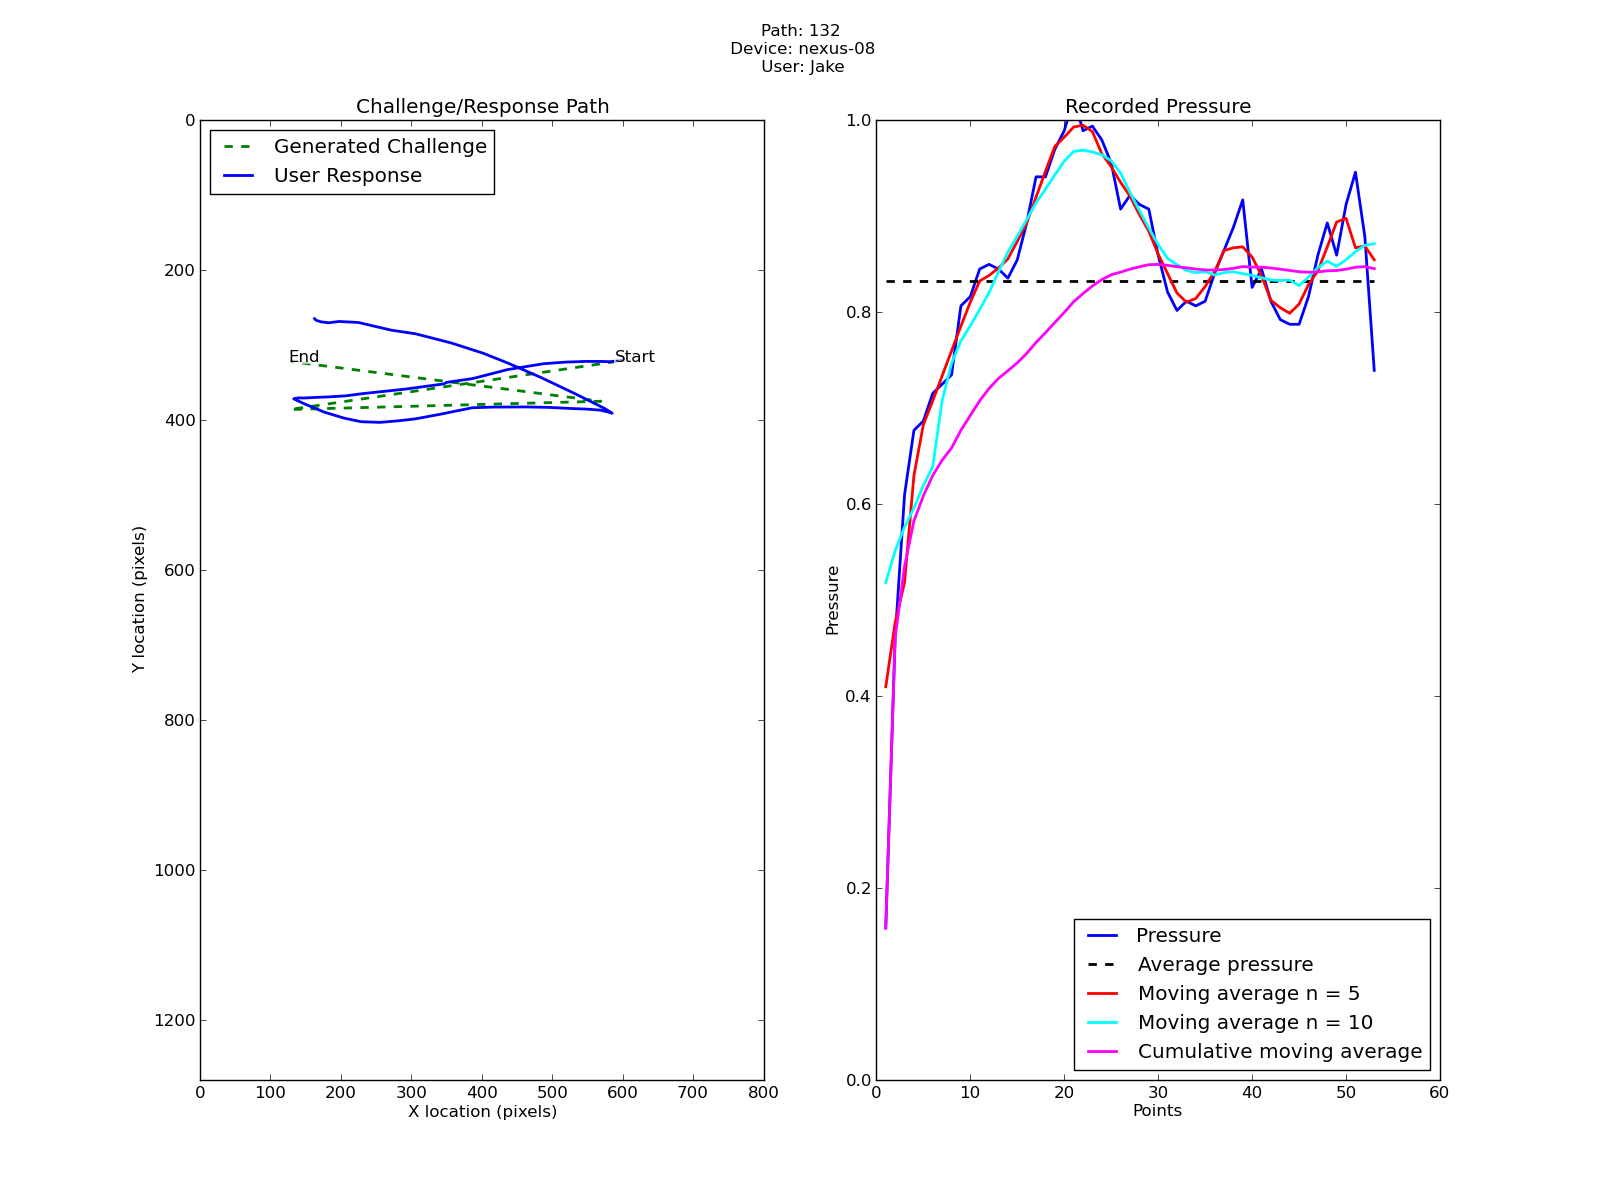 Path: 132
Device: nexus-08
User: Jake
Challenge/Response Path
Generated Challenge
User Response
End
Start
0
200
400
600
800
1000
1200
Y location (pixels)
0 100 200 300 400 500 600 700 800
X location (pixels)
Recorded Pressure
1.0
0.8
0.6
0.4
0.2
0.0
Pressure
Pressure
Average pressure
Moving average n = 5
Moving average n = 10
Cumulative moving average
0 10 20 30 40 50 60
Points